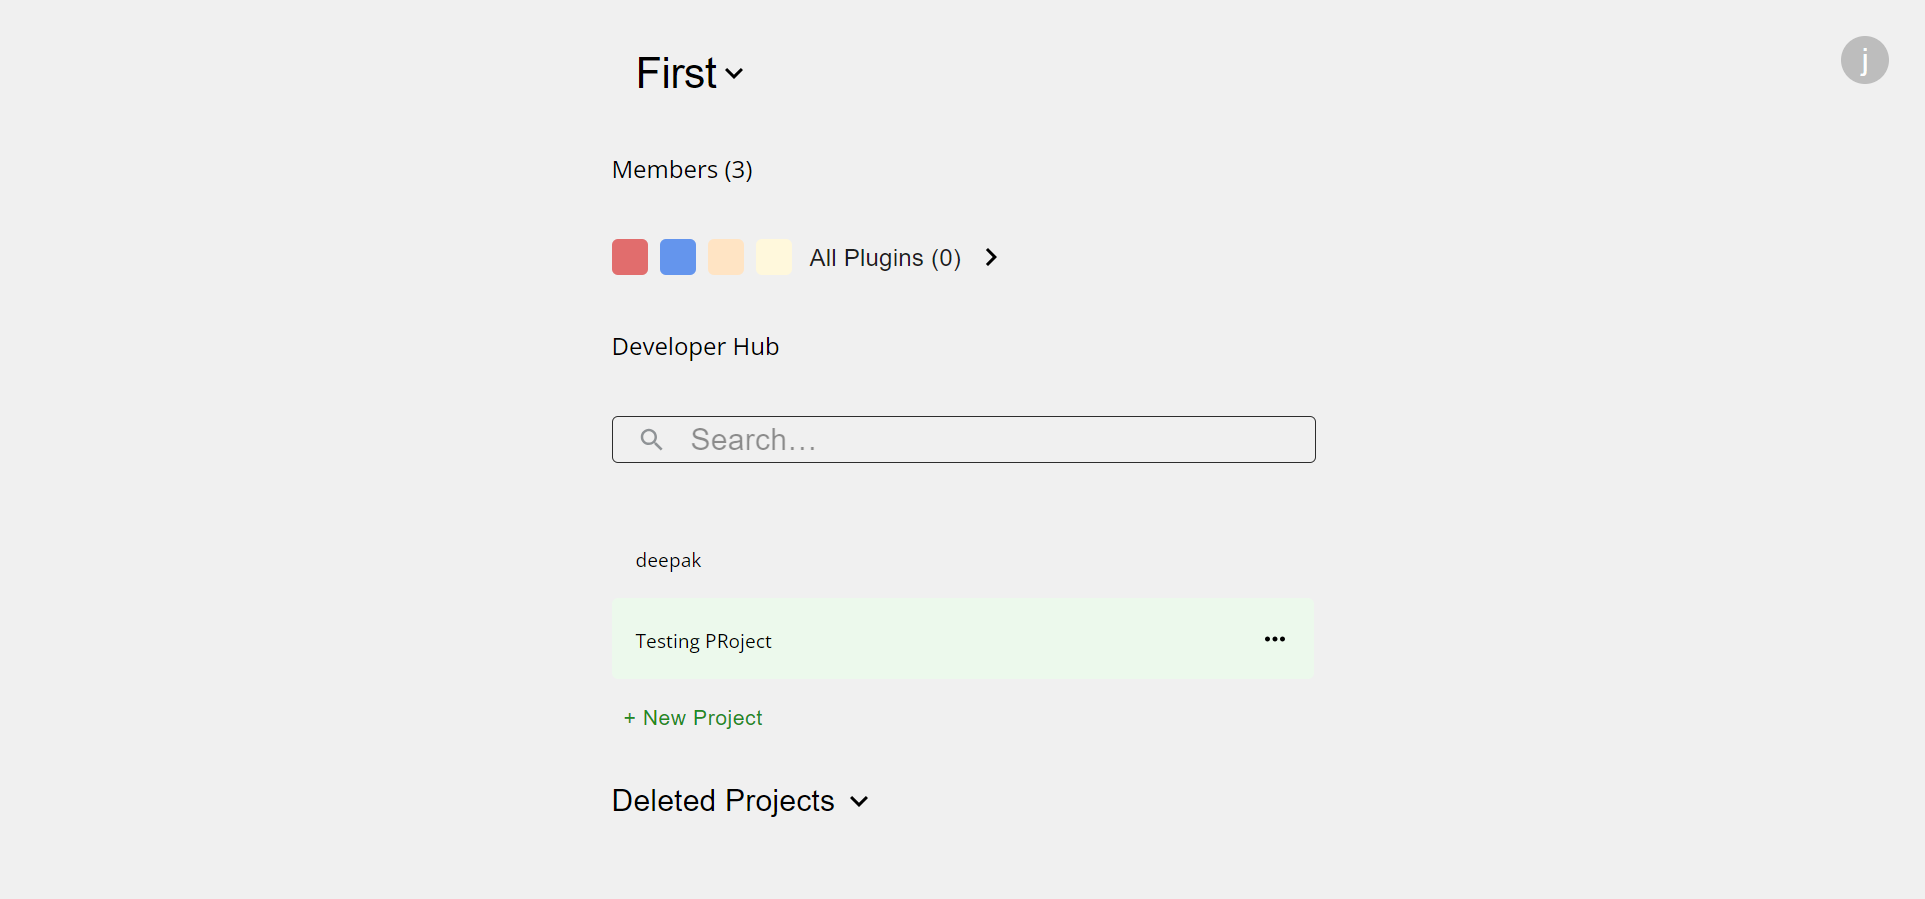 First
j
Members (3)
All Plugins (0)
Developer Hub
Search...
deepak
Testing PRoject
+ New Project
Deleted Projects